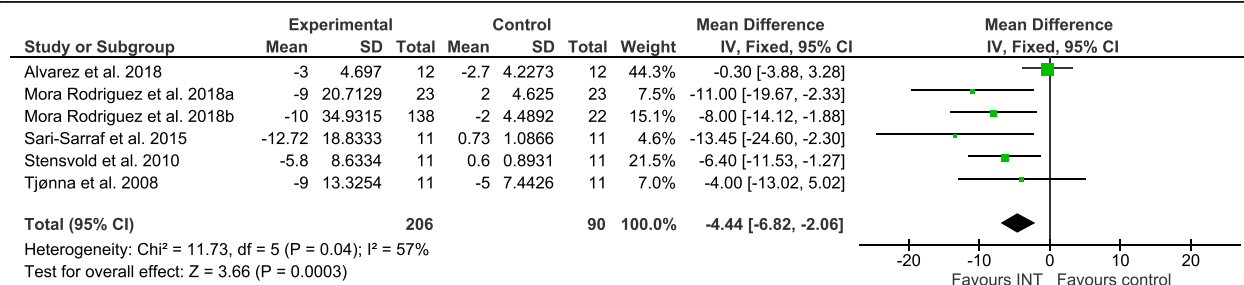 Experimental Control Mean Difference Mean Difference
Study or Subgroup Mean SD Total Mean SD Total Weight IV, Fixed, 95% CI IV, Fixed, 95% CI
Alvarez et al. 2018 -3 4.697 12 -2.7 4.2273 12 44.3% -0.30 [-3.88, 3.28]
Mora Rodriguez et al. 2018a -9 20.7129 23 2 4.625 23 7.5% -11.00 [-19.67, -2.33]
Mora Rodriguez et al. 2018b -10 34.9315 138 -2 4.4892 22 15.1% -8.00 [-14.12, -1.88]
Sari-Sarraf et al. 2015 -12.72 18.8333 11 0.73 1.0866 11 4.6% -13.45 [-24.60, -2.30]
Stensvold et al. 2010 -5.8 8.6334 11 0.6 0.8931 11 21.5% -6.40 [-11.53, -1.27]
Tjønna et al. 2008 -9 13.3254 11 -5 7.4426 11 7.0% -4.00 [-13.02, 5.02]
Total (95% CI) 206 90 100.0% -4.44 [-6.82, -2.06]
Heterogeneity: Chi² = 11.73, df = 5 (P = 0.04); I² = 57%
Test for overall effect: Z = 3.66 (P = 0.0003)
-20 -10 0 10 20
Favours INT Favours control